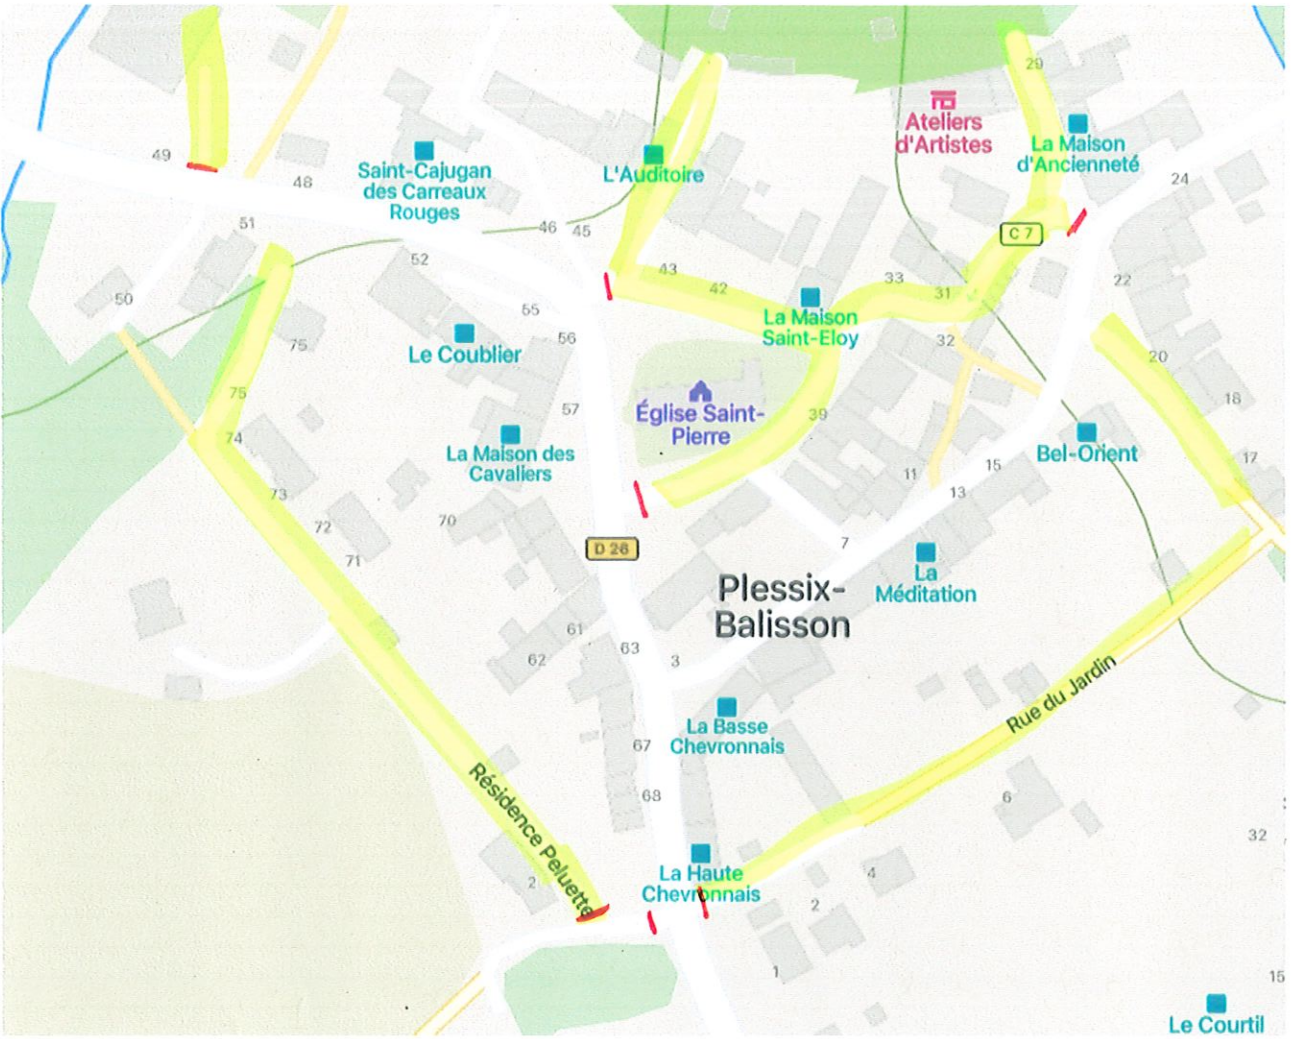 29
Ateliers
d'Artistes
La Maison
d'Ancienneté
49
48
Saint-Cajugan
des Carreaux
Rouges
L'Auditoire
24
51
46
45
C 7
52
43
42
33
31
22
50
55
56
La Maison
Saint-Eloy
32
20
75
Le Coublier
75
57
Église Saint-
Pierre
39
18
74
La Maison des
Cavaliers
Bel-Orient
17
11
15
13
73
72
70
71
7
D 26
La
Méditation
Plessix-
Balisson
61
63
62
3
Rue du Jardin
La Basse
Chevronnais
67
68
6
Résidence Peluette
32
La Haute
Chevronnais
2
4
2
1
15
Le Courtil